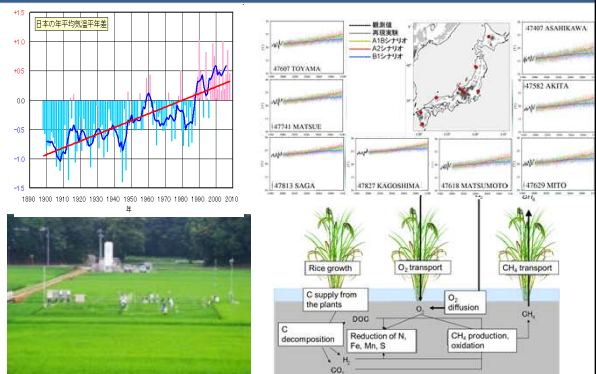 日本の年平均気温平年差
+1.5
+1.0
+0.5
0.0
-0.5
-1.0
-1.5
1890 1900 1910 1920 1930 1940 1950 1960 1970 1980 1990 2000 2010
年
観測値
再現実験
A1Bシナリオ
A2シナリオ
B1シナリオ
47607 TOYAMA
47407 ASAHIKAWA
47741 MATSUE
47582 AKITA
47813 SAGA
47827 KAGOSHIMA
47618 MATSUMOTO
47629 MITO
Rice growth
O2 transport
CH4 transport
C supply from
the plants
O2
diffusion
O2
CH4
DOC
C
decomposition
Reduction of N,
Fe, Mn, S
CH4 production,
oxidation
H2
CO2